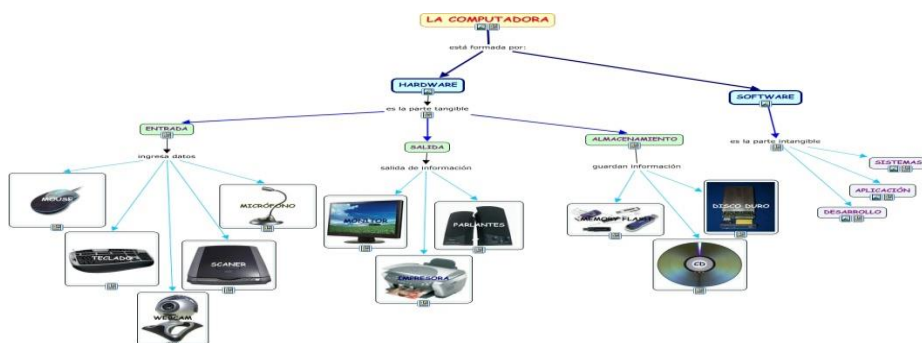 LA COMPUTADORA
está formada por:
HARDWARE
SOFTWARE
es la parte tangible
es la parte intangible
ENTRADA
SALIDA
ALMACENAMIENTO
ingresa datos
salida de información
guardan información
SISTEMAS
APLICACIÓN
DESARROLLO
MOUSE
MICRÓFONO
TECLADO
SCANER
WEBCAM
MONITOR
PARLANTES
IMPRESORA
MEMORY FLASH
DISCO DURO
CD